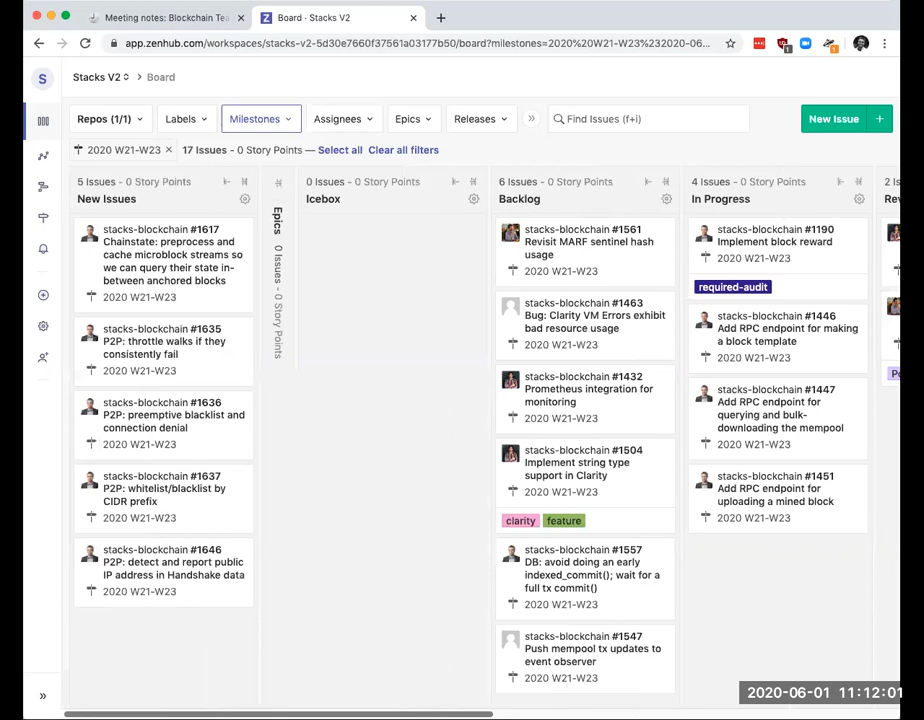 Meeting notes: Blockchain Tea
Board · Stacks V2
app.zenhub.com/workspaces/stacks-v2-5d30e7660f37561a03177b50/board?milestones=2020%20W21-W23%232020-06...
S
Stacks V2
Board
Repos (1/1)
Labels
Milestones
Assignees
Epics
Releases
Find Issues (f+i)
New Issue
2020 W21-W23 ×
17 Issues - 0 Story Points — Select all Clear all filters
5 Issues - 0 Story Points
New Issues
stacks-blockchain #1617
Chainstate: preprocess and
cache microblock streams so
we can query their state in-
between anchored blocks
2020 W21-W23
stacks-blockchain #1635
P2P: throttle walks if they
consistently fail
2020 W21-W23
stacks-blockchain #1636
P2P: preemptive blacklist and
connection denial
2020 W21-W23
stacks-blockchain #1637
P2P: whitelist/blacklist by
CIDR prefix
2020 W21-W23
stacks-blockchain #1646
P2P: detect and report public
IP address in Handshake data
2020 W21-W23
Epics 0 Issues - 0 Story Points
0 Issues - 0 Story Points
Icebox
6 Issues - 0 Story Points
Backlog
stacks-blockchain #1561
Revisit MARF sentinel hash
usage
2020 W21-W23
stacks-blockchain #1463
Bug: Clarity VM Errors exhibit
bad resource usage
2020 W21-W23
stacks-blockchain #1432
Prometheus integration for
monitoring
2020 W21-W23
stacks-blockchain #1504
Implement string type
support in Clarity
2020 W21-W23
clarity feature
stacks-blockchain #1557
DB: avoid doing an early
indexed_commit(); wait for a
full tx commit()
2020 W21-W23
stacks-blockchain #1547
Push mempool tx updates to
event observer
2020 W21-W23
4 Issues - 0 Story Points
In Progress
stacks-blockchain #1190
Implement block reward
2020 W21-W23
required-audit
stacks-blockchain #1446
Add RPC endpoint for making
a block template
2020 W21-W23
stacks-blockchain #1447
Add RPC endpoint for
querying and bulk-
downloading the mempool
2020 W21-W23
stacks-blockchain #1451
Add RPC endpoint for
uploading a mined block
2020 W21-W23
2 Is
Rev
2020-06-01 11:12:01